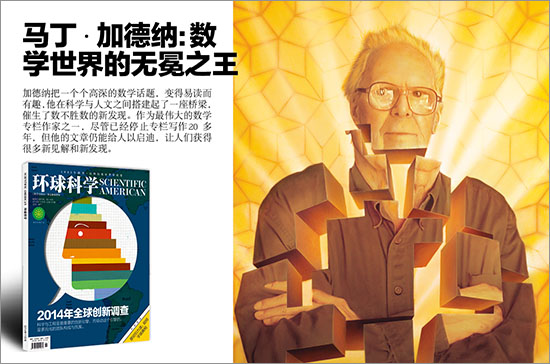 马丁·加德纳:数
学世界的无冕之王
加德纳把一个个高深的数学话题，变得易读而
有趣,他在科学与人文之间搭建起了一座桥梁,
催生了数不胜数的新发现。作为最伟大的数学
专栏作家之一，尽管已经停止专栏写作20 多
年，但他的文章仍能给人以启迪，让人们获得
很多新见解和新发现。
环球科学 SCIENTIFIC
AMERICAN
2014年全球创新调查